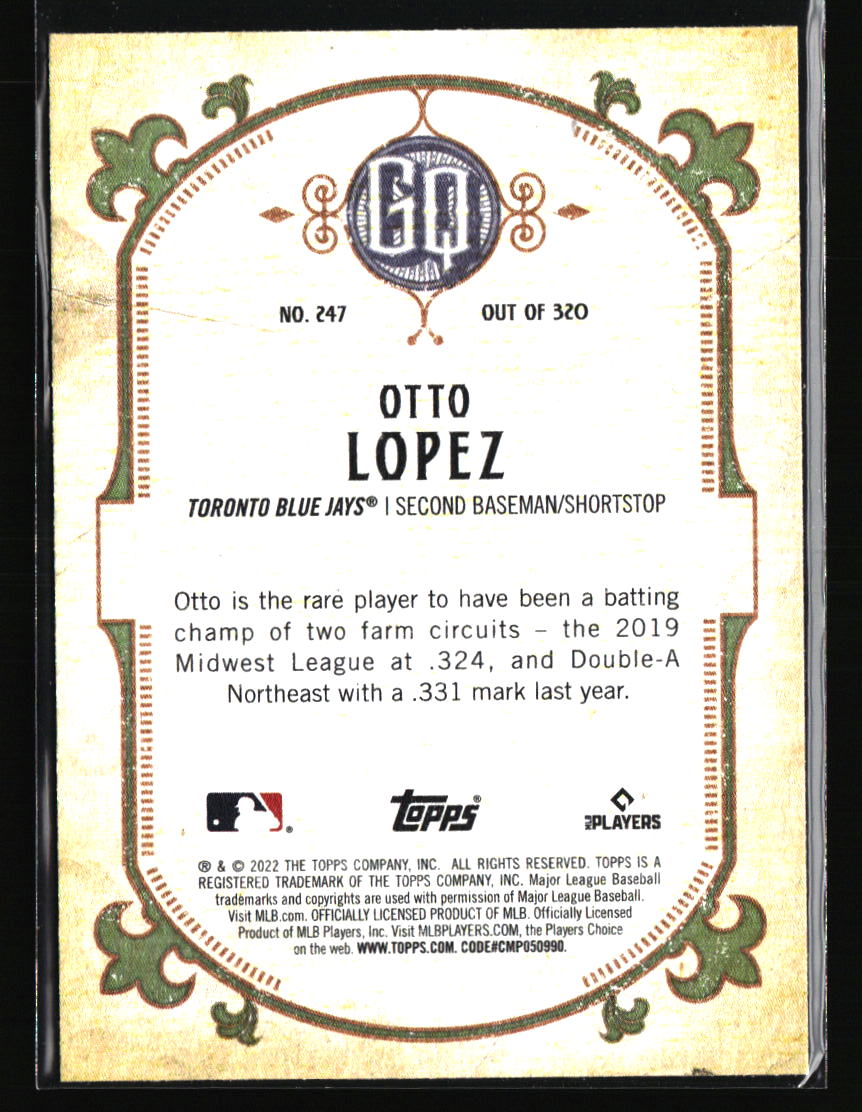 GQ
NO. 247 OUT OF 320
OTTO
LOPEZ
TORONTO BLUE JAYS® | SECOND BASEMAN/SHORTSTOP
Otto is the rare player to have been a batting
champ of two farm circuits – the 2019
Midwest League at .324, and Double-A
Northeast with a .331 mark last year.
® TOPPS® MLBPLAYERS
® & © 2022 THE TOPPS COMPANY, INC. ALL RIGHTS RESERVED. TOPPS IS A
REGISTERED TRADEMARK OF THE TOPPS COMPANY, INC. Major League Baseball
trademarks and copyrights are used with permission of Major League Baseball.
Visit MLB.com. OFFICIALLY LICENSED PRODUCT OF MLB. Officially Licensed
Product of MLB Players, Inc. Visit MLBPLAYERS.COM, the Players Choice
on the web. WWW.TOPPS.COM. CODE#CMP050990.